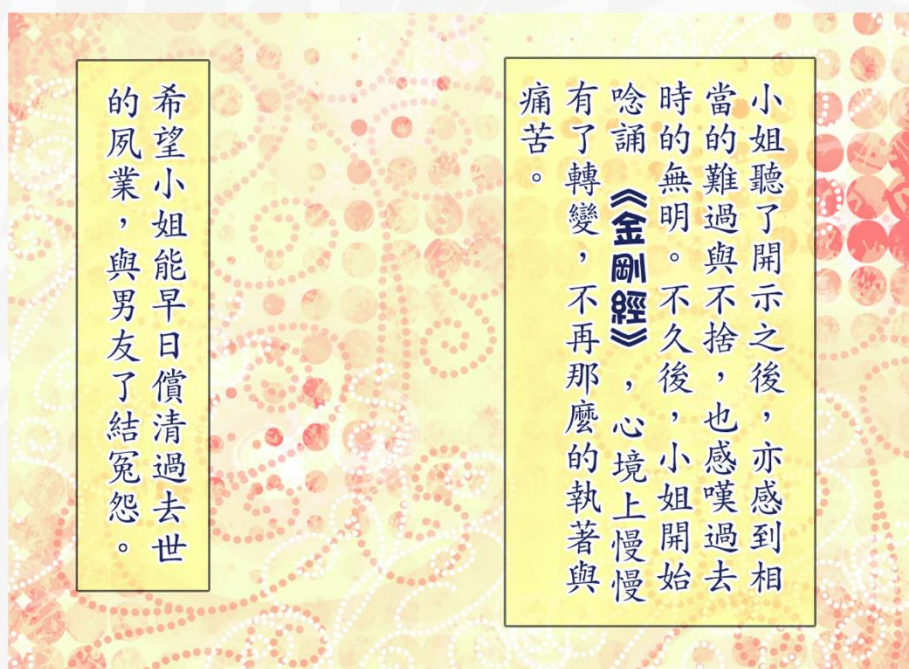 小姐聽了開示之後，亦感到相
當的難過與不捨，也感嘆過去
時的無明。不久後，小姐開始
唸誦《金剛經》，心境上慢慢
有了轉變，不再那麼的執著與
痛苦。
希望小姐能早日償清過去世
的夙業，與男友了結冤怨。